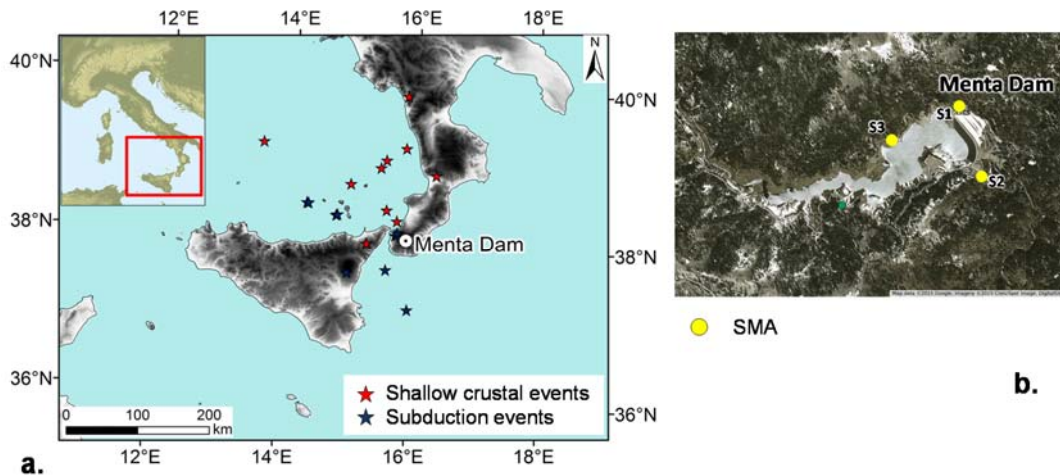 12°E 14°E 16°E 18°E
N
40°N
40°N
Menta Dam
S1
S3
S2
38°N
Menta Dam
38°N
SMA
36°N
36°N
Shallow crustal events
Subduction events
0 100 200
km
12°E 14°E 16°E 18°E
a.
b.